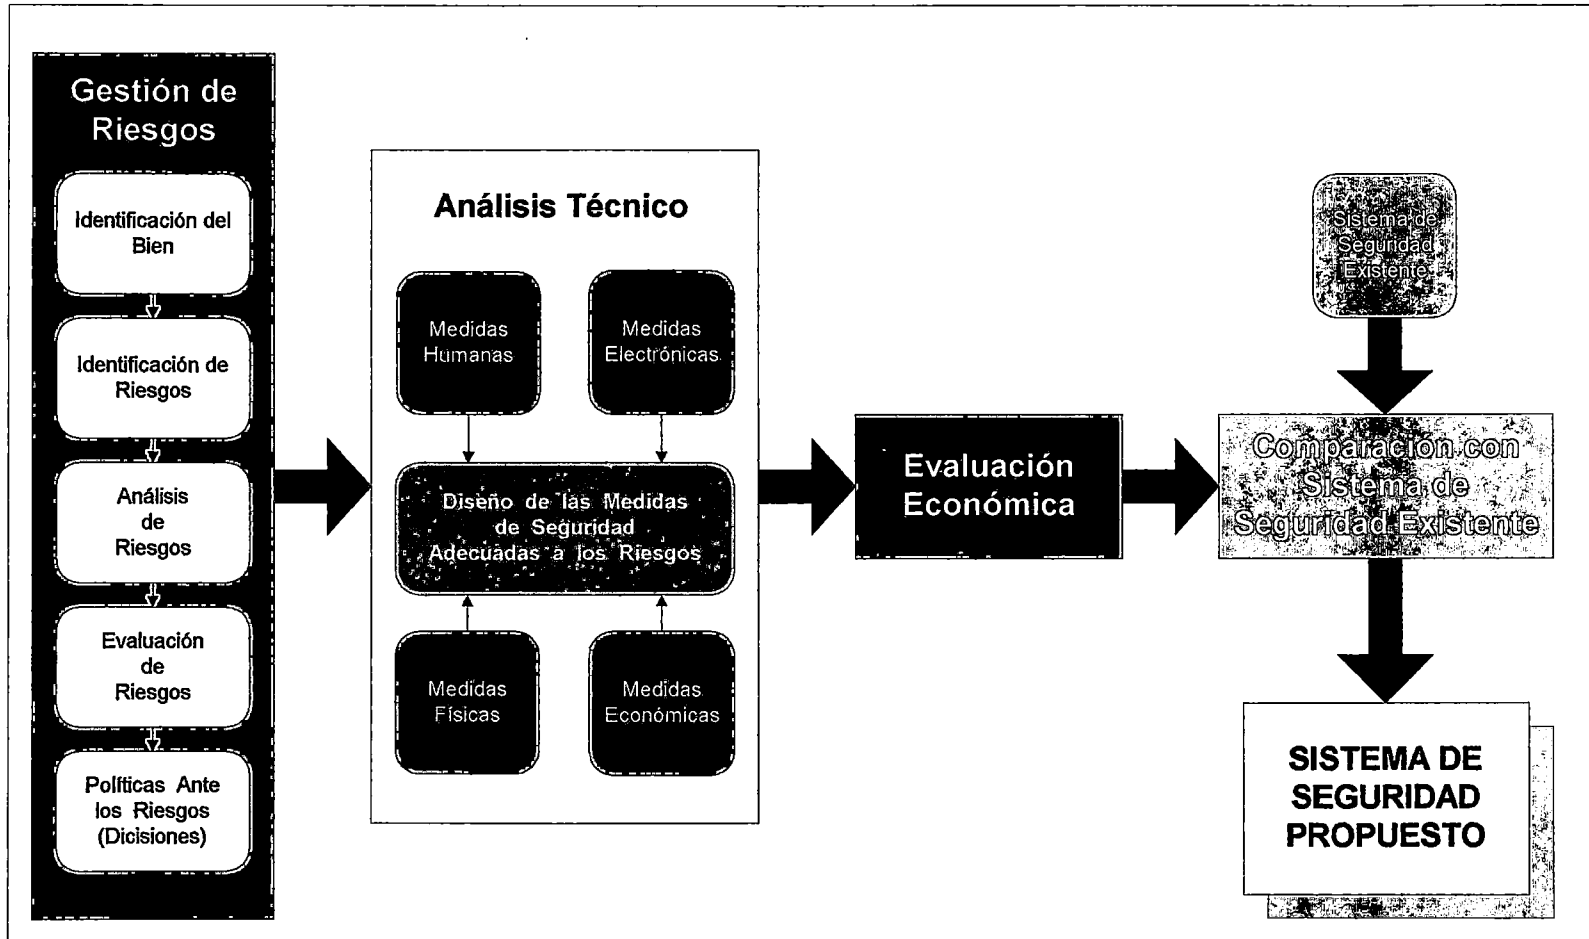 Gestión de
Riesgos
Identificación del
Bien
Identificación de
Riesgos
Análisis
de
Riesgos
Evaluación
de
Riesgos
Políticas Ante
los Riesgos
(Dicisiones)
Análisis Técnico
Medidas
Humanas
Medidas
Electrónicas
Diseño de las Medidas
de Seguridad
Adecuadas a los Riesgos
Medidas
Físicas
Medidas
Económicas
Evaluación
Económica
Sistema de
Seguridad
Existente
Comparación con
Sistema de
Seguridad Existente
SISTEMA DE
SEGURIDAD
PROPUESTO